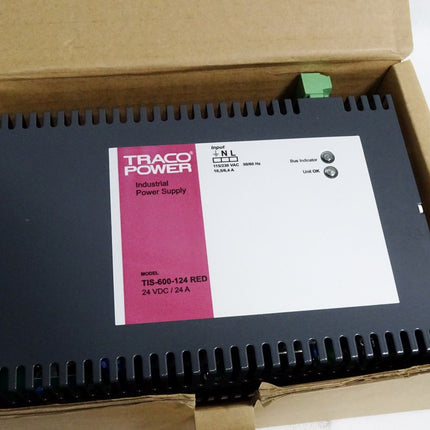 TRACO
POWER
Industrial
Power Supply
MODEL
TIS-600-124 RED
24 VDC / 24 A
Input
N L
115/230 VAC 50/60 Hz
Bus Indicator
Unit OK